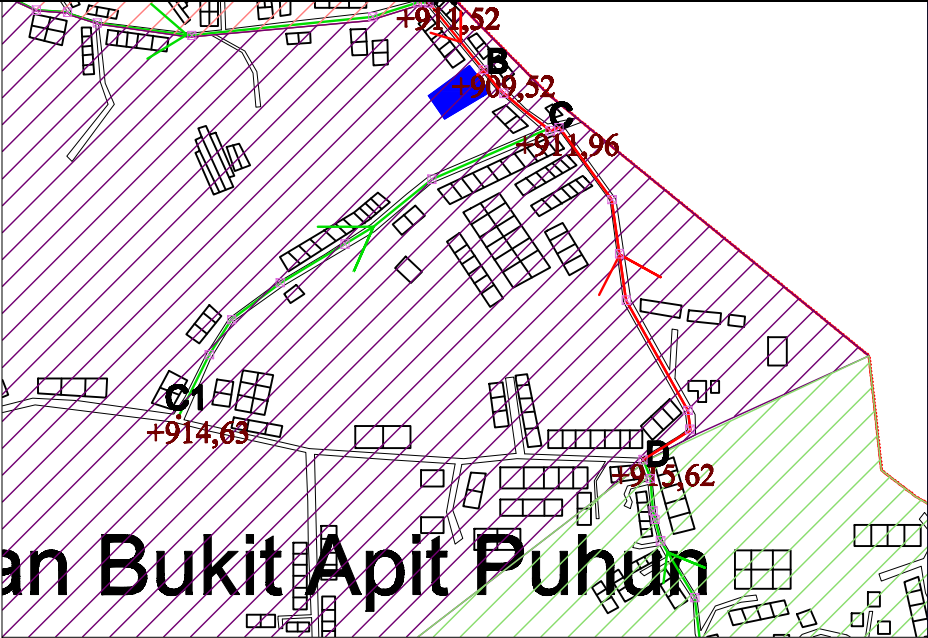 +911,52
B
+909,52
C
+911,96
C1
+914,63
D
+915,62
an Bukit Apit Puhun